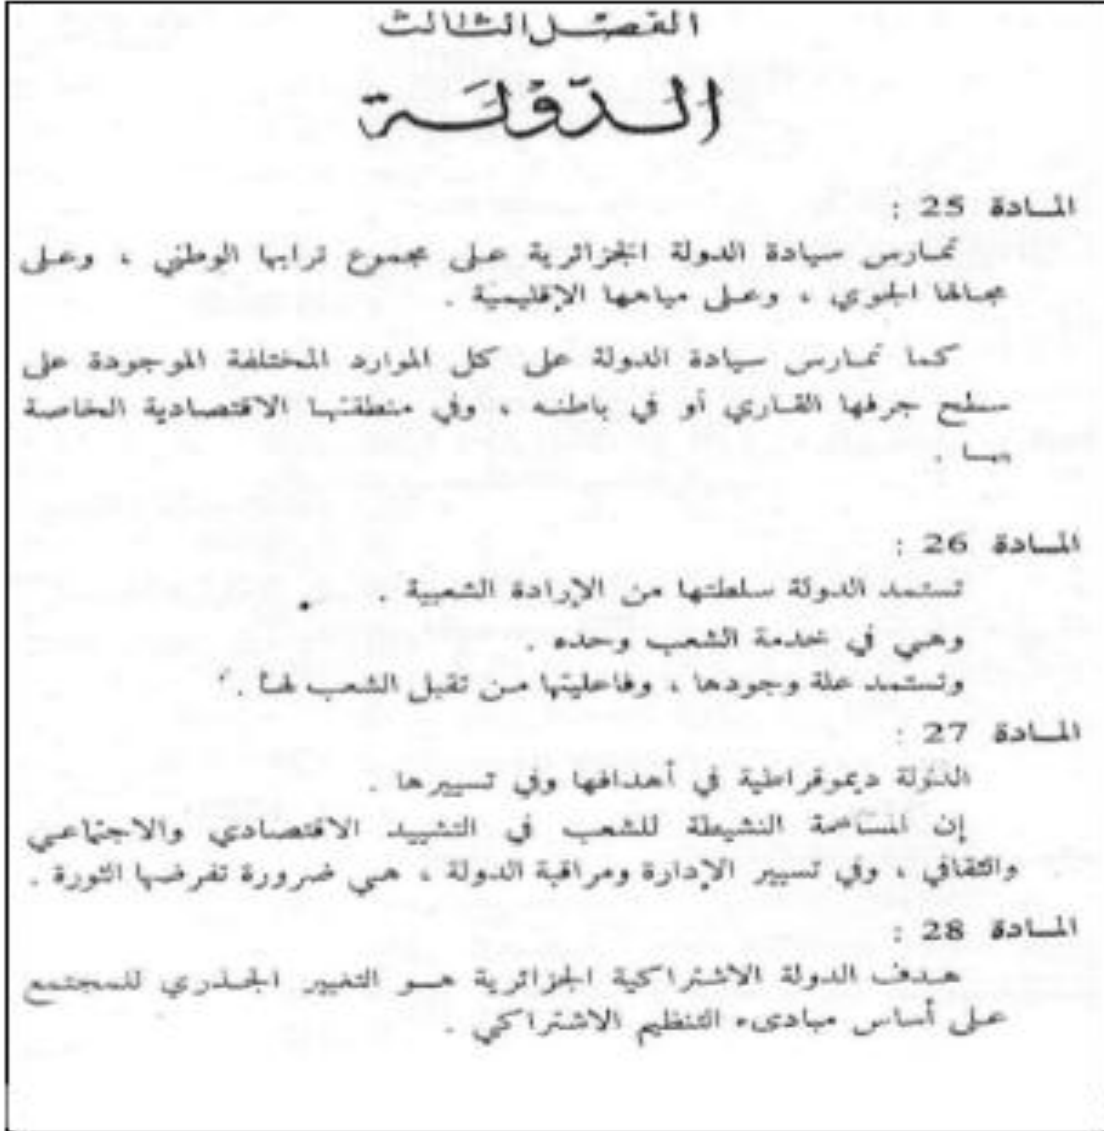 الفصل الثالث
الدّوْلَة
المادة 25 :
تمارس سيادة الدولة الجزائرية على مجموع ترابها الوطني ، وعلى
مجالها الجوي ، وعلى مياهها الإقليمية .
كما تمارس سيادة الدولة على كل الموارد المختلفة الموجودة على
سطح جرفها القاري أو في باطنه ، وفي منطقتها الاقتصادية الخاصة
بها .
المادة 26 :
تستمد الدولة سلطتها من الإرادة الشعبية .
وهي في خدمة الشعب وحده .
وتستمد علة وجودها ، وفاعليتها من تقبل الشعب لها .
المادة 27 :
الدولة ديموقراطية في أهدافها وفي تسييرها .
إن المساهمة النشيطة للشعب في التشييد الاقتصادي والاجتماعي
والثقافي ، وفي تسيير الإدارة ومراقبة الدولة ، هي ضرورة تفرضها الثورة .
المادة 28 :
هدف الدولة الاشتراكية الجزائرية هو التغيير الجذري للمجتمع
على أساس مبادىء التنظيم الاشتراكي .